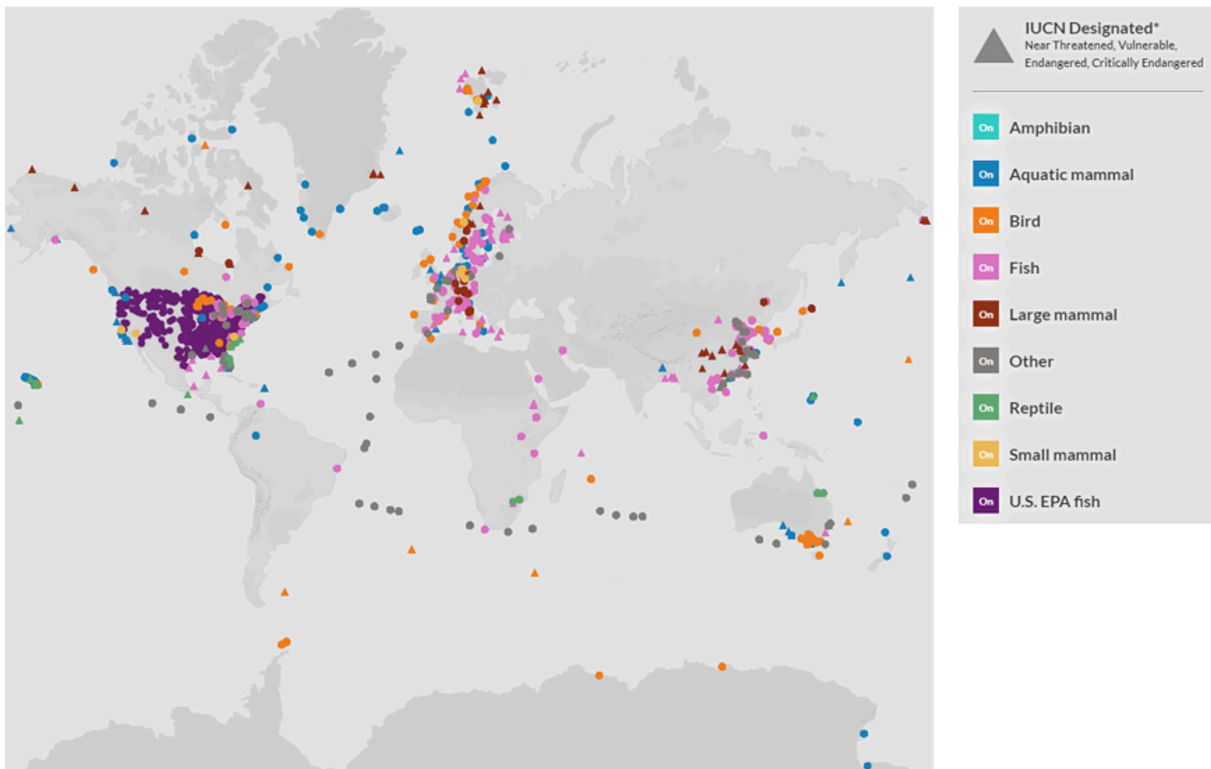 IUCN Designated*
Near Threatened, Vulnerable,
Endangered, Critically Endangered
On Amphibian
On Aquatic mammal
On Bird
On Fish
On Large mammal
On Other
On Reptile
On Small mammal
On U.S. EPA fish